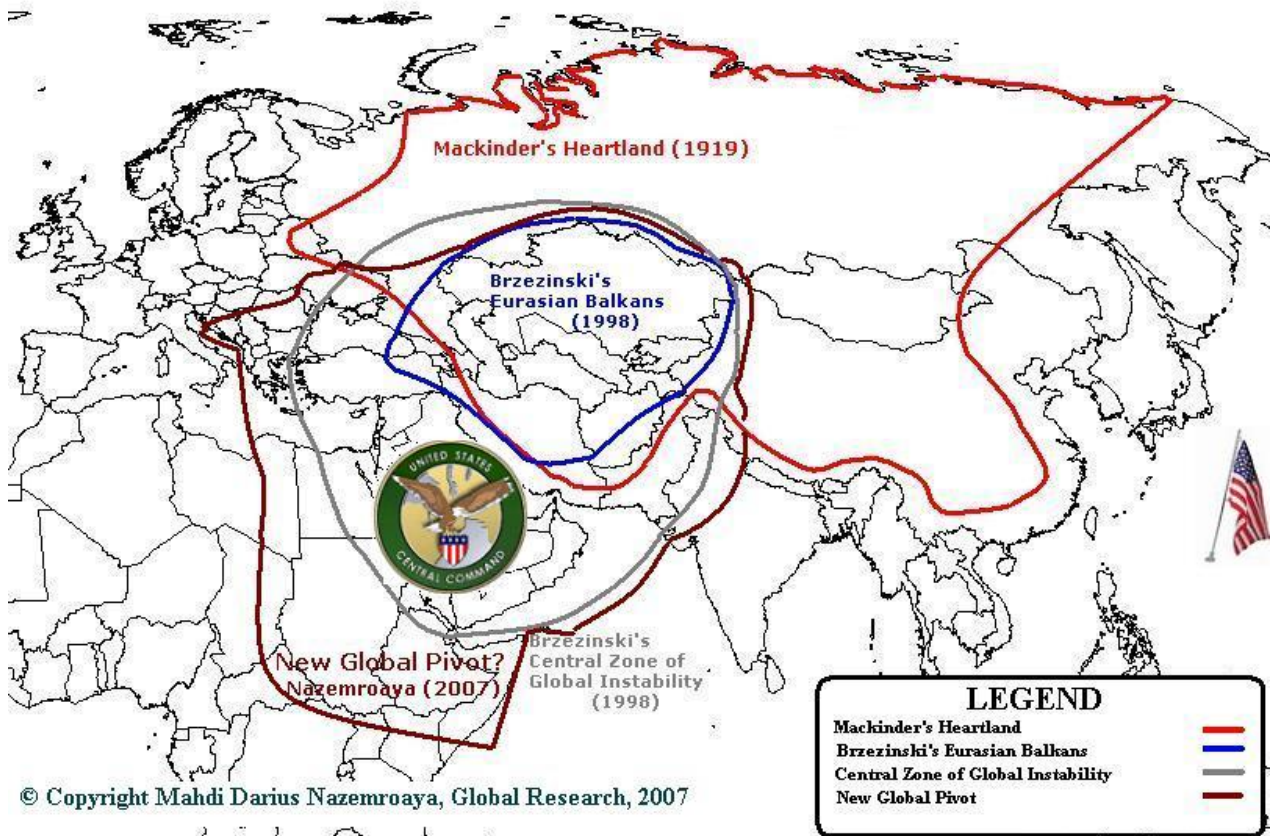 Mackinder's Heartland (1919)
Brzezinski's
Eurasian Balkans
(1998)
UNITED STATES
CENTRAL COMMAND
New Global Pivot?
Nazemroaya (2007)
Brzezinski's
Central Zone of
Global Instability
(1998)
LEGEND
Mackinder's Heartland
Brzezinski's Eurasian Balkans
Central Zone of Global Instability
New Global Pivot
© Copyright Mahdi Darius Nazemroaya, Global Research, 2007